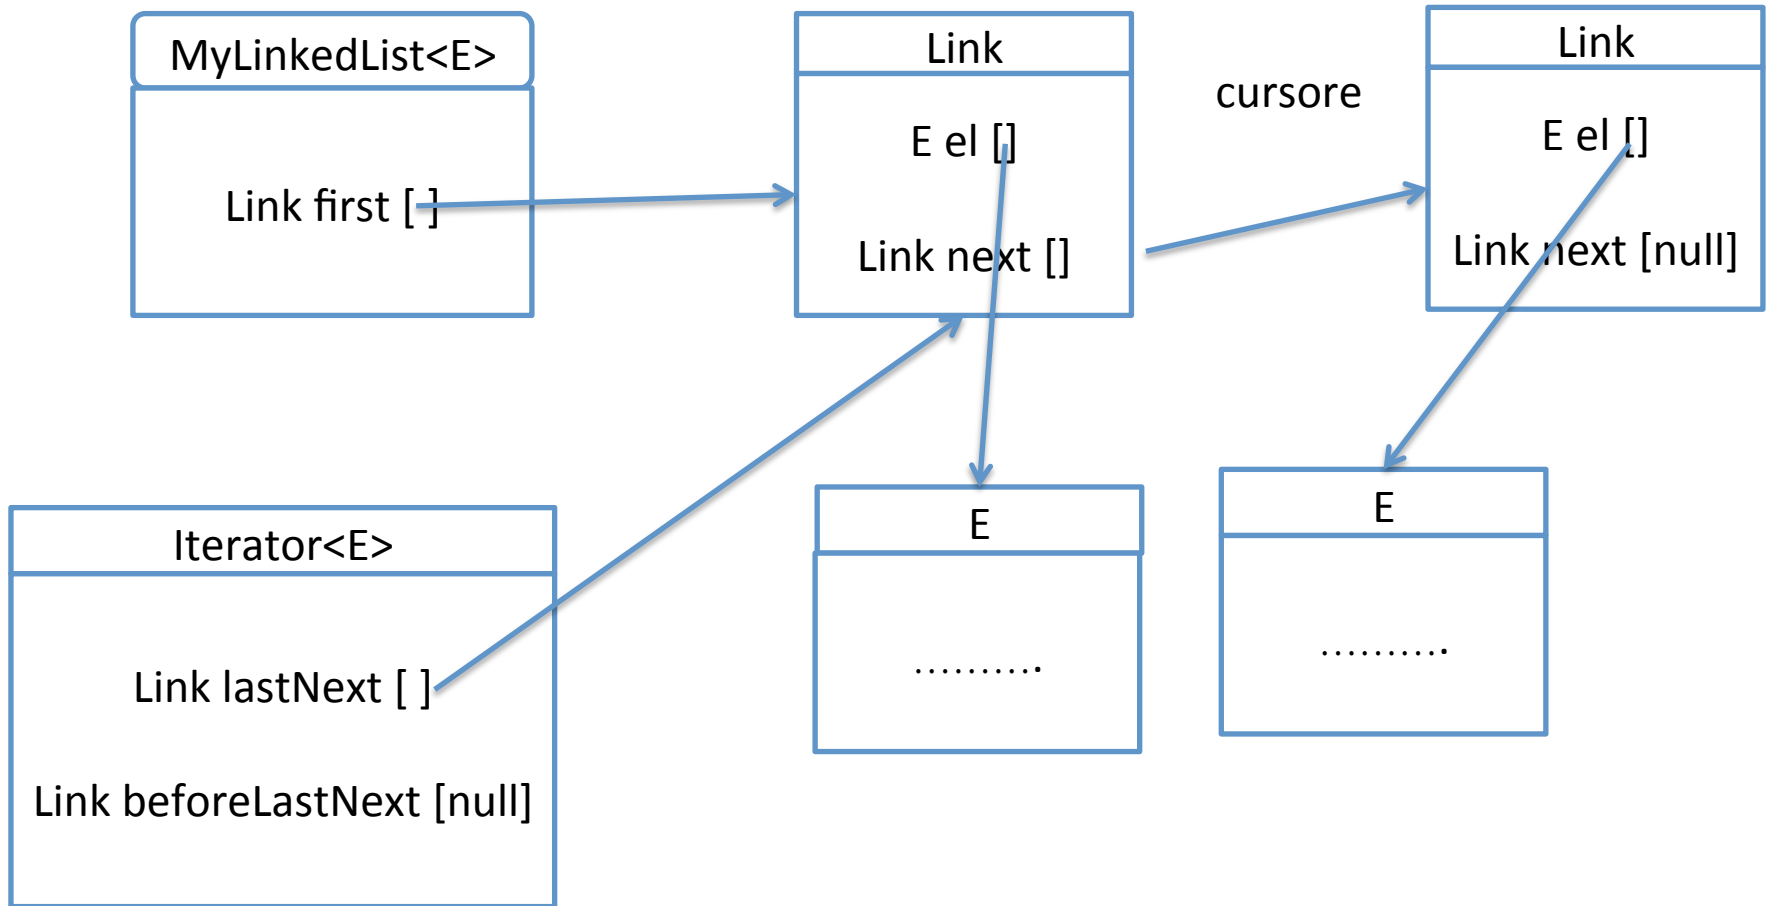 MyLinkedList<E>
Link first [ ]
Link
E el []
Link next []
cursore
Link
E el []
Link next [null]
Iterator<E>
Link lastNext [ ]
Link beforeLastNext [null]
E
……….
E
……….